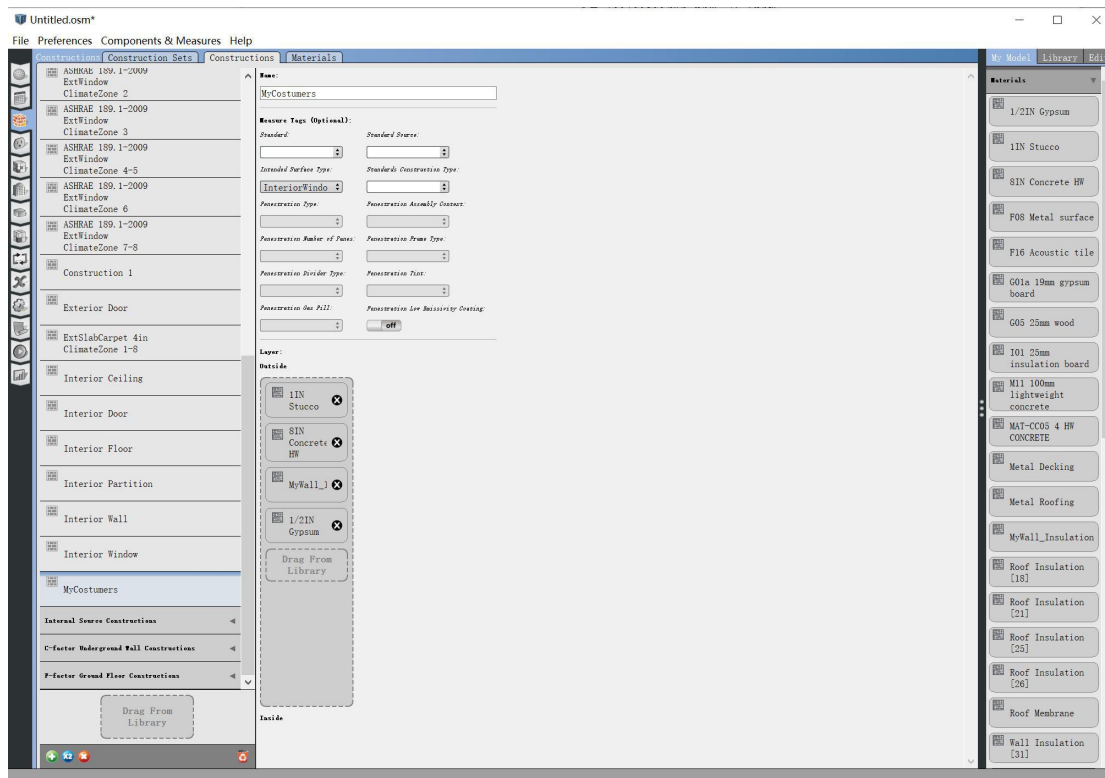 Untitled.osm*
File Preferences Components & Measures Help
Constructions Construction Sets Constructions Materials
My Model Library Edi
ASHRAE 189.1-2009
ExtWindow
ClimateZone 2
ASHRAE 189.1-2009
ExtWindow
ClimateZone 3
ASHRAE 189.1-2009
ExtWindow
ClimateZone 4-5
ASHRAE 189.1-2009
ExtWindow
ClimateZone 6
ASHRAE 189.1-2009
ExtWindow
ClimateZone 7-8
Construction 1
Exterior Door
ExtSlabCarpet 4in
ClimateZone 1-8
Interior Ceiling
Interior Door
Interior Floor
Interior Partition
Interior Wall
Interior Window
MyCostumers
Internal Source Constructions
C-factor Underground Wall Constructions
F-factor Ground Floor Constructions
Drag From
Library
x2
Name:
MyCostumers
Measure Tags (Optional):
Standard: Standard Source:
Intended Surface Type: Standards Construction Type:
InteriorWindo
Fenestration Type: Fenestration Assembly Context:
Fenestration Number of Panes: Fenestration Frame Type:
Fenestration Divider Type: Fenestration Tint:
Fenestration Gas Fill: Fenestration Low Emissivity Coating:
off
Layer:
Outside
1IN
Stucco
8IN
Concrete
HW
MyWall_I
1/2IN
Gypsum
Drag From
Library
Inside
Materials
1/2IN Gypsum
1IN Stucco
8IN Concrete HW
F08 Metal surface
F16 Acoustic tile
G01a 19mm gypsum
board
G05 25mm wood
I01 25mm
insulation board
M11 100mm
lightweight
concrete
MAT-CC05 4 HW
CONCRETE
Metal Decking
Metal Roofing
MyWall_Insulation
Roof Insulation
[18]
Roof Insulation
[21]
Roof Insulation
[25]
Roof Insulation
[26]
Roof Membrane
Wall Insulation
[31]